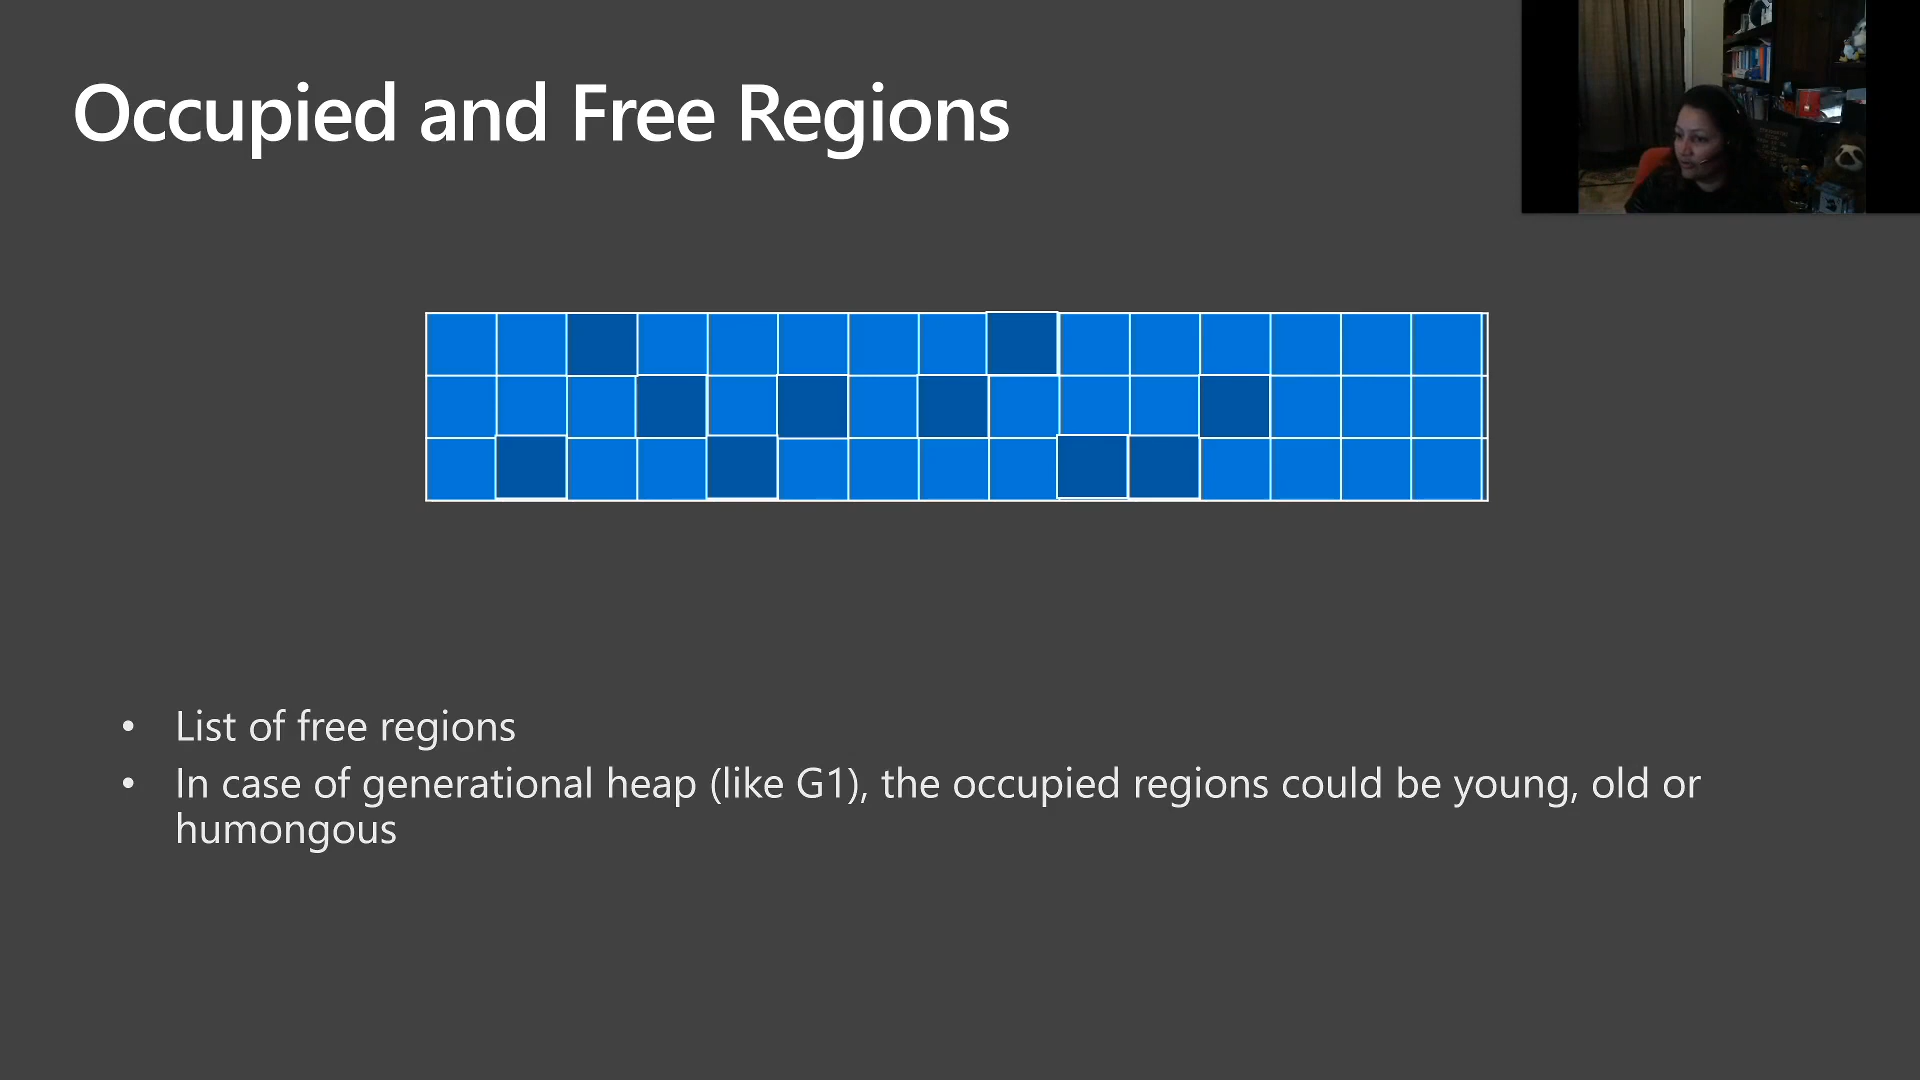 Occupied and Free Regions
• List of free regions
• In case of generational heap (like G1), the occupied regions could be young, old or
humongous